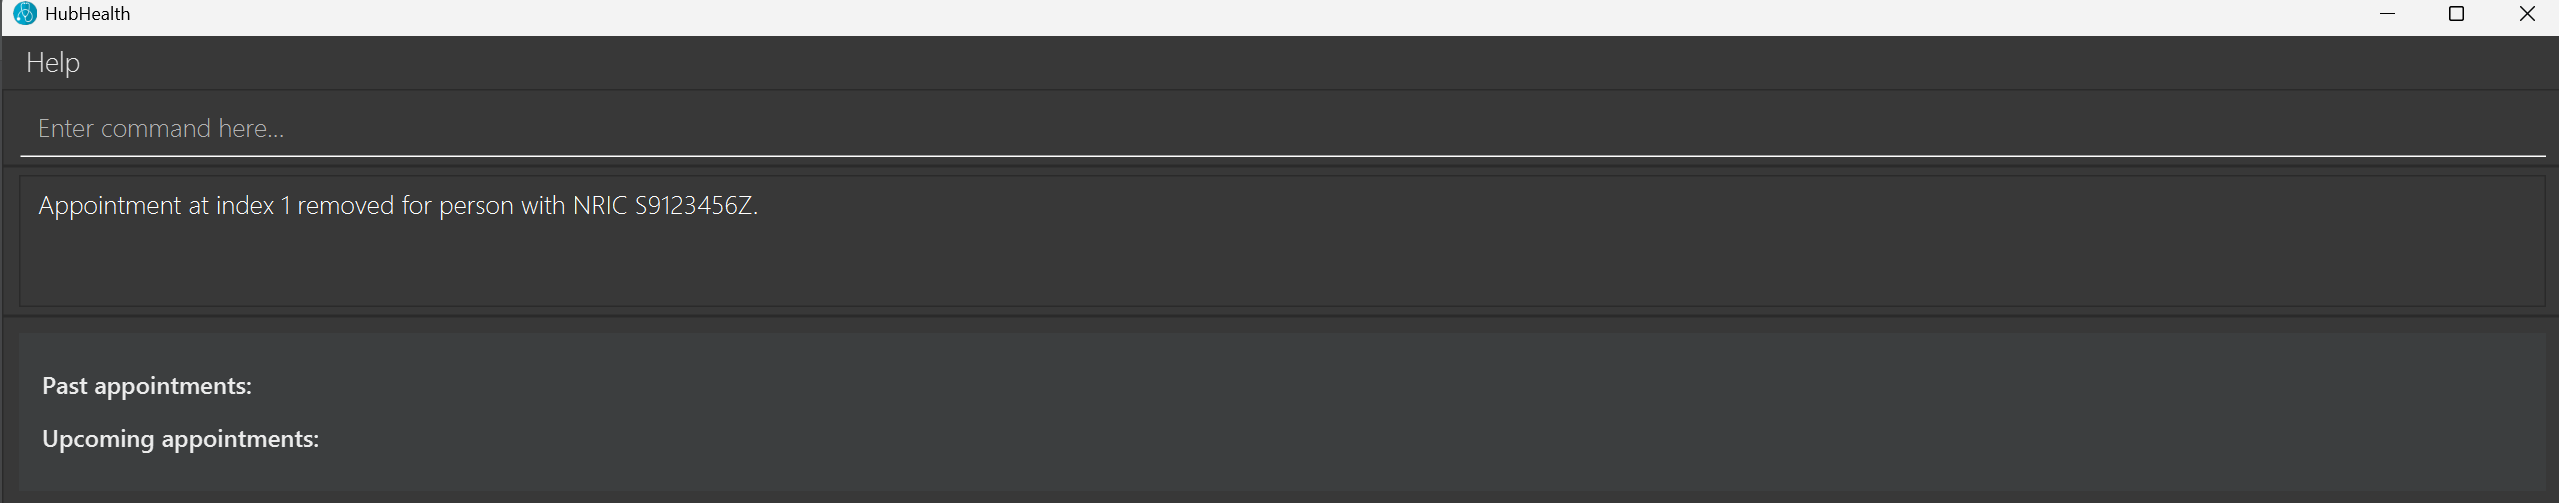 HubHealth
Help
Enter command here...
Appointment at index 1 removed for person with NRIC S9123456Z.
Past appointments:
Upcoming appointments: